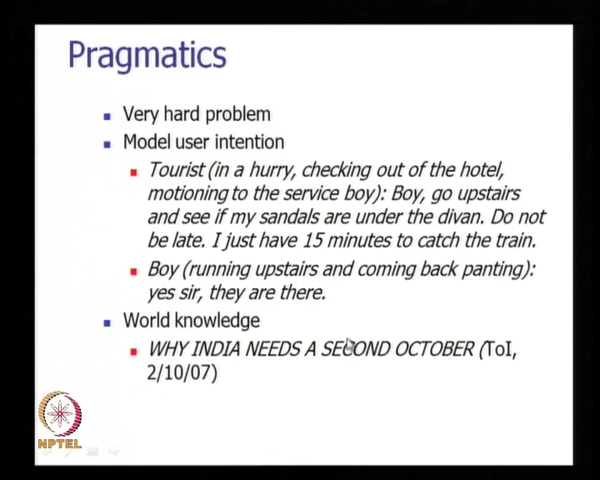 Pragmatics
Very hard problem
Model user intention
Tourist (in a hurry, checking out of the hotel,
motioning to the service boy): Boy, go upstairs
and see if my sandals are under the divan. Do not
be late. I just have 15 minutes to catch the train.
Boy (running upstairs and coming back panting):
yes sir, they are there.
World knowledge
WHY INDIA NEEDS A SECOND OCTOBER (ToI,
2/10/07)
NPTEL